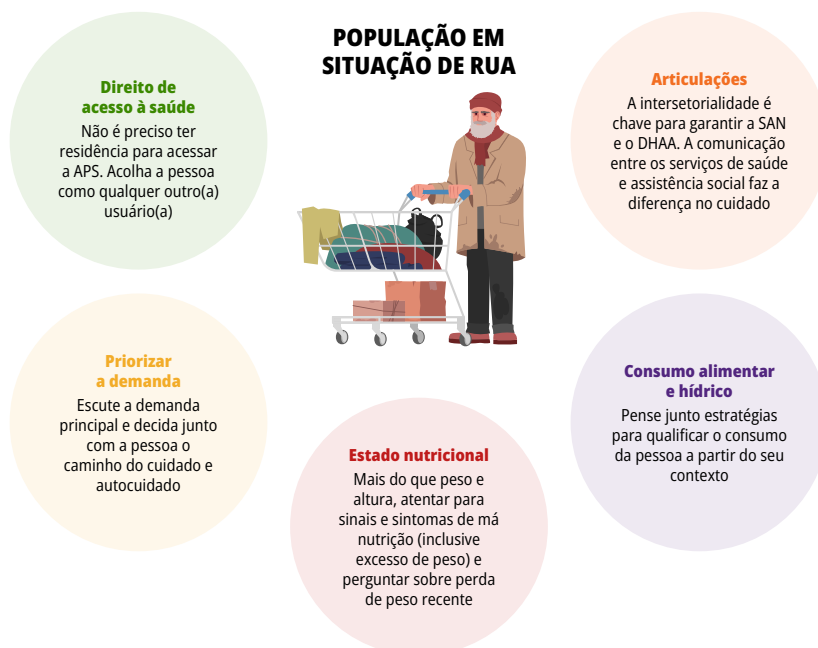 POPULAÇÃO EM
SITUAÇÃO DE RUA
Direito de
acesso à saúde
Não é preciso ter
residência para acessar
a APS. Acolha a pessoa
como qualquer outro(a)
usuário(a)
Articulações
A intersetorialidade é
chave para garantir a SAN
e o DHAA. A comunicação
entre os serviços de saúde
e assistência social faz a
diferença no cuidado
Priorizar
a demanda
Escute a demanda
principal e decida junto
com a pessoa o
caminho do cuidado e
autocuidado
Consumo alimentar
e hídrico
Pense junto estratégias
para qualificar o consumo
da pessoa a partir do seu
contexto
Estado nutricional
Mais do que peso e
altura, atentar para
sinais e sintomas de má
nutrição (inclusive
excesso de peso) e
perguntar sobre perda
de peso recente